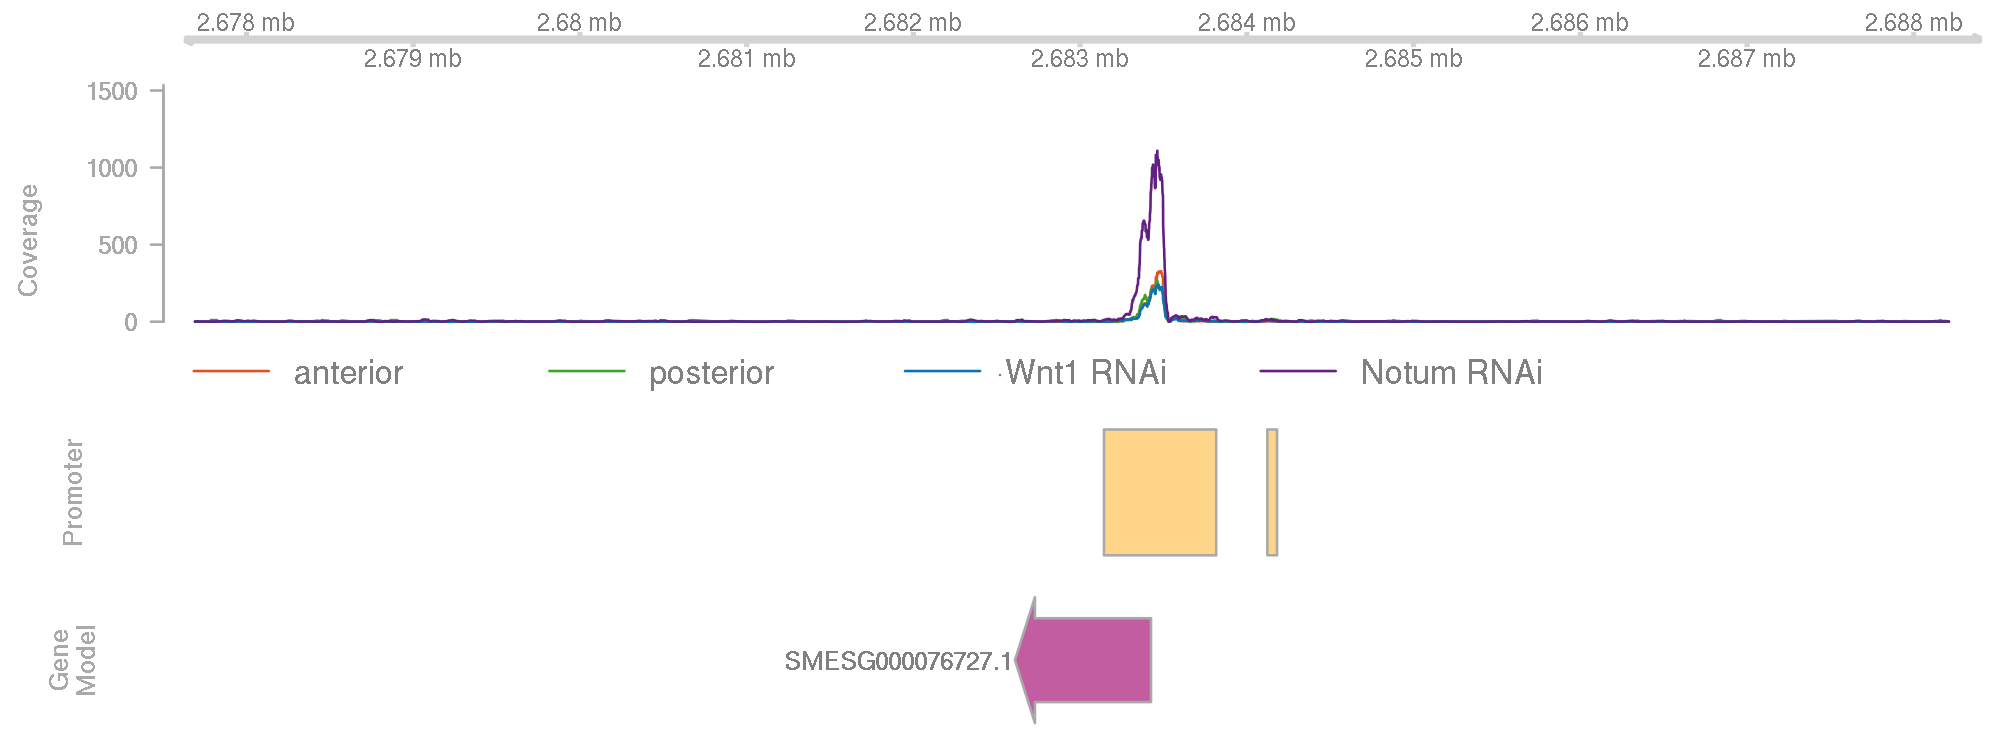 2.678 mb 2.68 mb 2.682 mb 2.684 mb 2.686 mb 2.688 mb
2.679 mb 2.681 mb 2.683 mb 2.685 mb 2.687 mb
1500
1000
500
0
Coverage
anterior posterior Wnt1 RNAi Notum RNAi
Promoter
Gene
Model
SMESG000076727.1